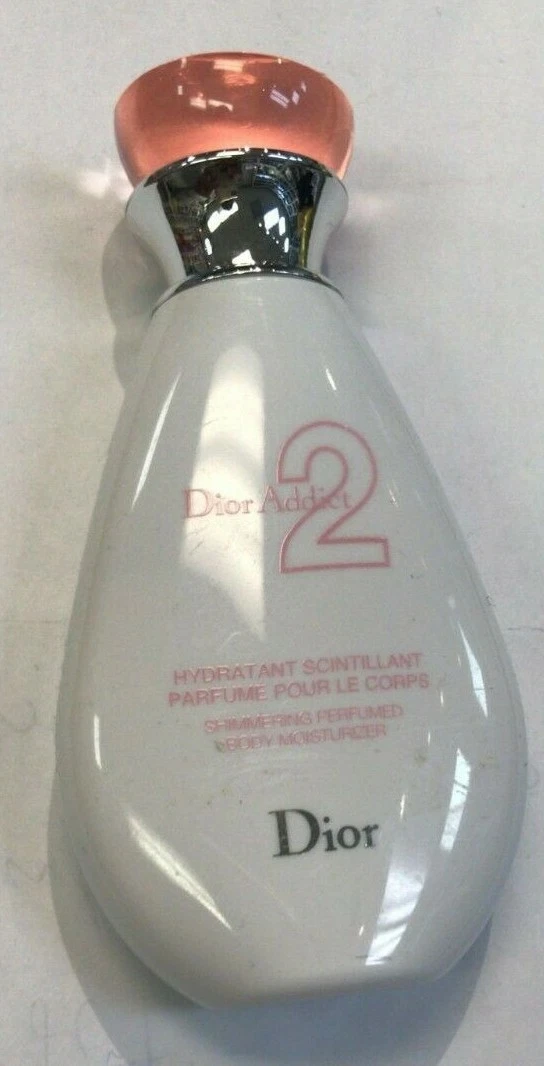 Dior Addict 2
HYDRATANT SCINTILLANT
PARFUME POUR LE CORPS
SHIMMERING PERFUMED
BODY MOISTURIZER
Dior